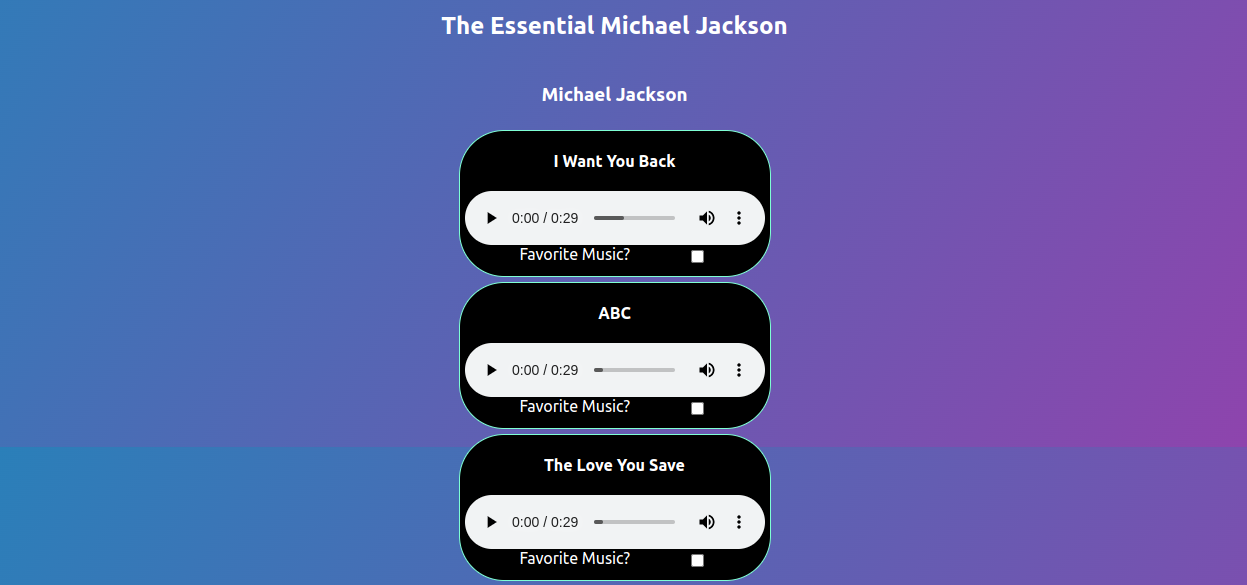 The Essential Michael Jackson
Michael Jackson
I Want You Back
0:00 / 0:29
Favorite Music?
ABC
0:00 / 0:29
Favorite Music?
The Love You Save
0:00 / 0:29
Favorite Music?